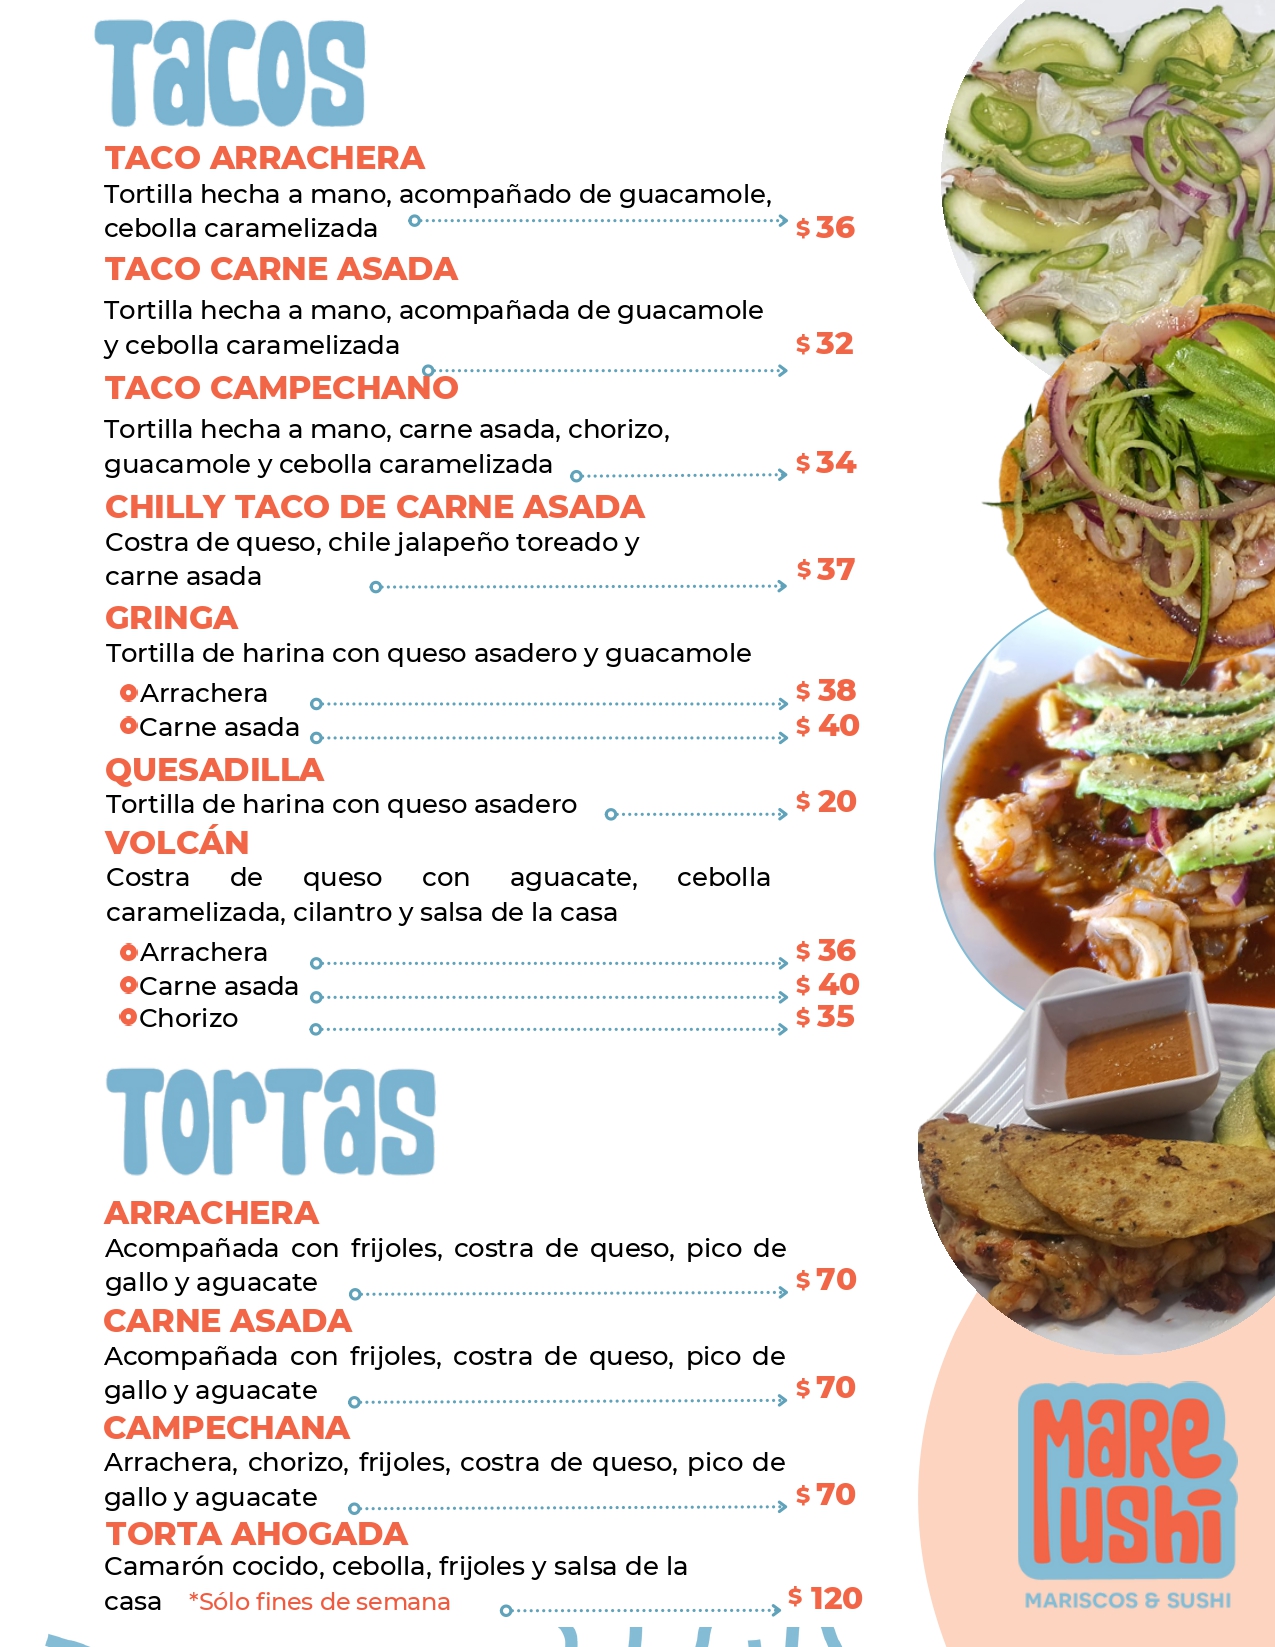 Tacos
TACO ARRACHERA
Tortilla hecha a mano, acompañado de guacamole,
cebolla caramelizada $ 36
TACO CARNE ASADA
Tortilla hecha a mano, acompañada de guacamole
y cebolla caramelizada $ 32
TACO CAMPECHANO
Tortilla hecha a mano, carne asada, chorizo,
guacamole y cebolla caramelizada $ 34
CHILLY TACO DE CARNE ASADA
Costra de queso, chile jalapeño toreado y
carne asada $ 37
GRINGA
Tortilla de harina con queso asadero y guacamole
Arrachera $ 38
Carne asada $ 40
QUESADILLA
Tortilla de harina con queso asadero $ 20
VOLCÁN
Costra de queso con aguacate, cebolla
caramelizada, cilantro y salsa de la casa
Arrachera $ 36
Carne asada $ 40
Chorizo $ 35
Tortas
ARRACHERA
Acompañada con frijoles, costra de queso, pico de
gallo y aguacate $ 70
CARNE ASADA
Acompañada con frijoles, costra de queso, pico de
gallo y aguacate $ 70
CAMPECHANA
Arrachera, chorizo, frijoles, costra de queso, pico de
gallo y aguacate $ 70
TORTA AHOGADA
Camarón cocido, cebolla, frijoles y salsa de la
casa *Sólo fines de semana $ 120
Mare
ushi
MARISCOS & SUSHI